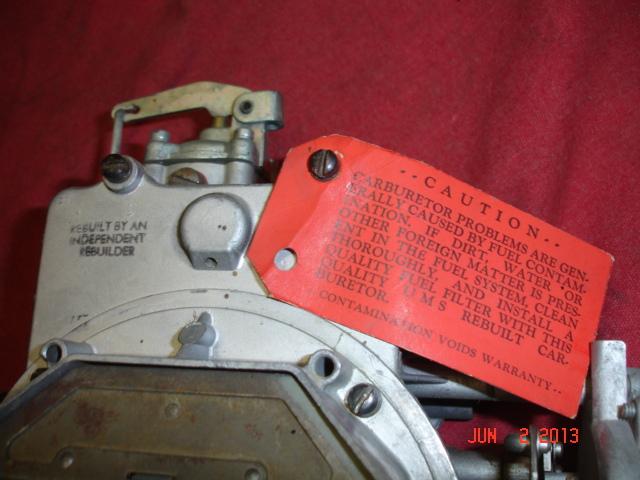 REBUILT BY AN
INDEPENDENT
REBUILDER
··CAUTION··
CARBURETOR PROBLEMS ARE GEN-
ERALLY CAUSED BY FUEL CONTAM-
INATION. IF DIRT, WATER OR
OTHER FOREIGN MATTER IS PRES-
ENT IN THE FUEL SYSTEM, CLEAN
THOROUGHLY, AND INSTALL A
QUALITY FUEL FILTER WITH THIS
QUALITY U M S REBUILT CAR-
BURETOR.
CONTAMINATION VOIDS WARRANTY··
JUN 2 2013